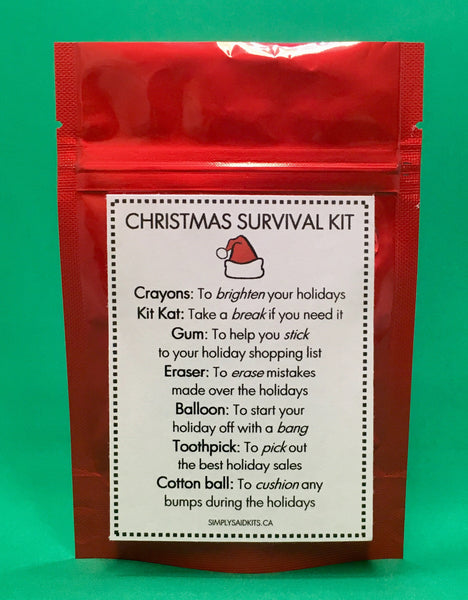 CHRISTMAS SURVIVAL KIT
Crayons: To brighten your holidays
Kit Kat: Take a break if you need it
Gum: To help you stick
to your holiday shopping list
Eraser: To erase mistakes
made over the holidays
Balloon: To start your
holiday off with a bang
Toothpick: To pick out
the best holiday sales
Cotton ball: To cushion any
bumps during the holidays
SIMPLYSAIDKITS.CA